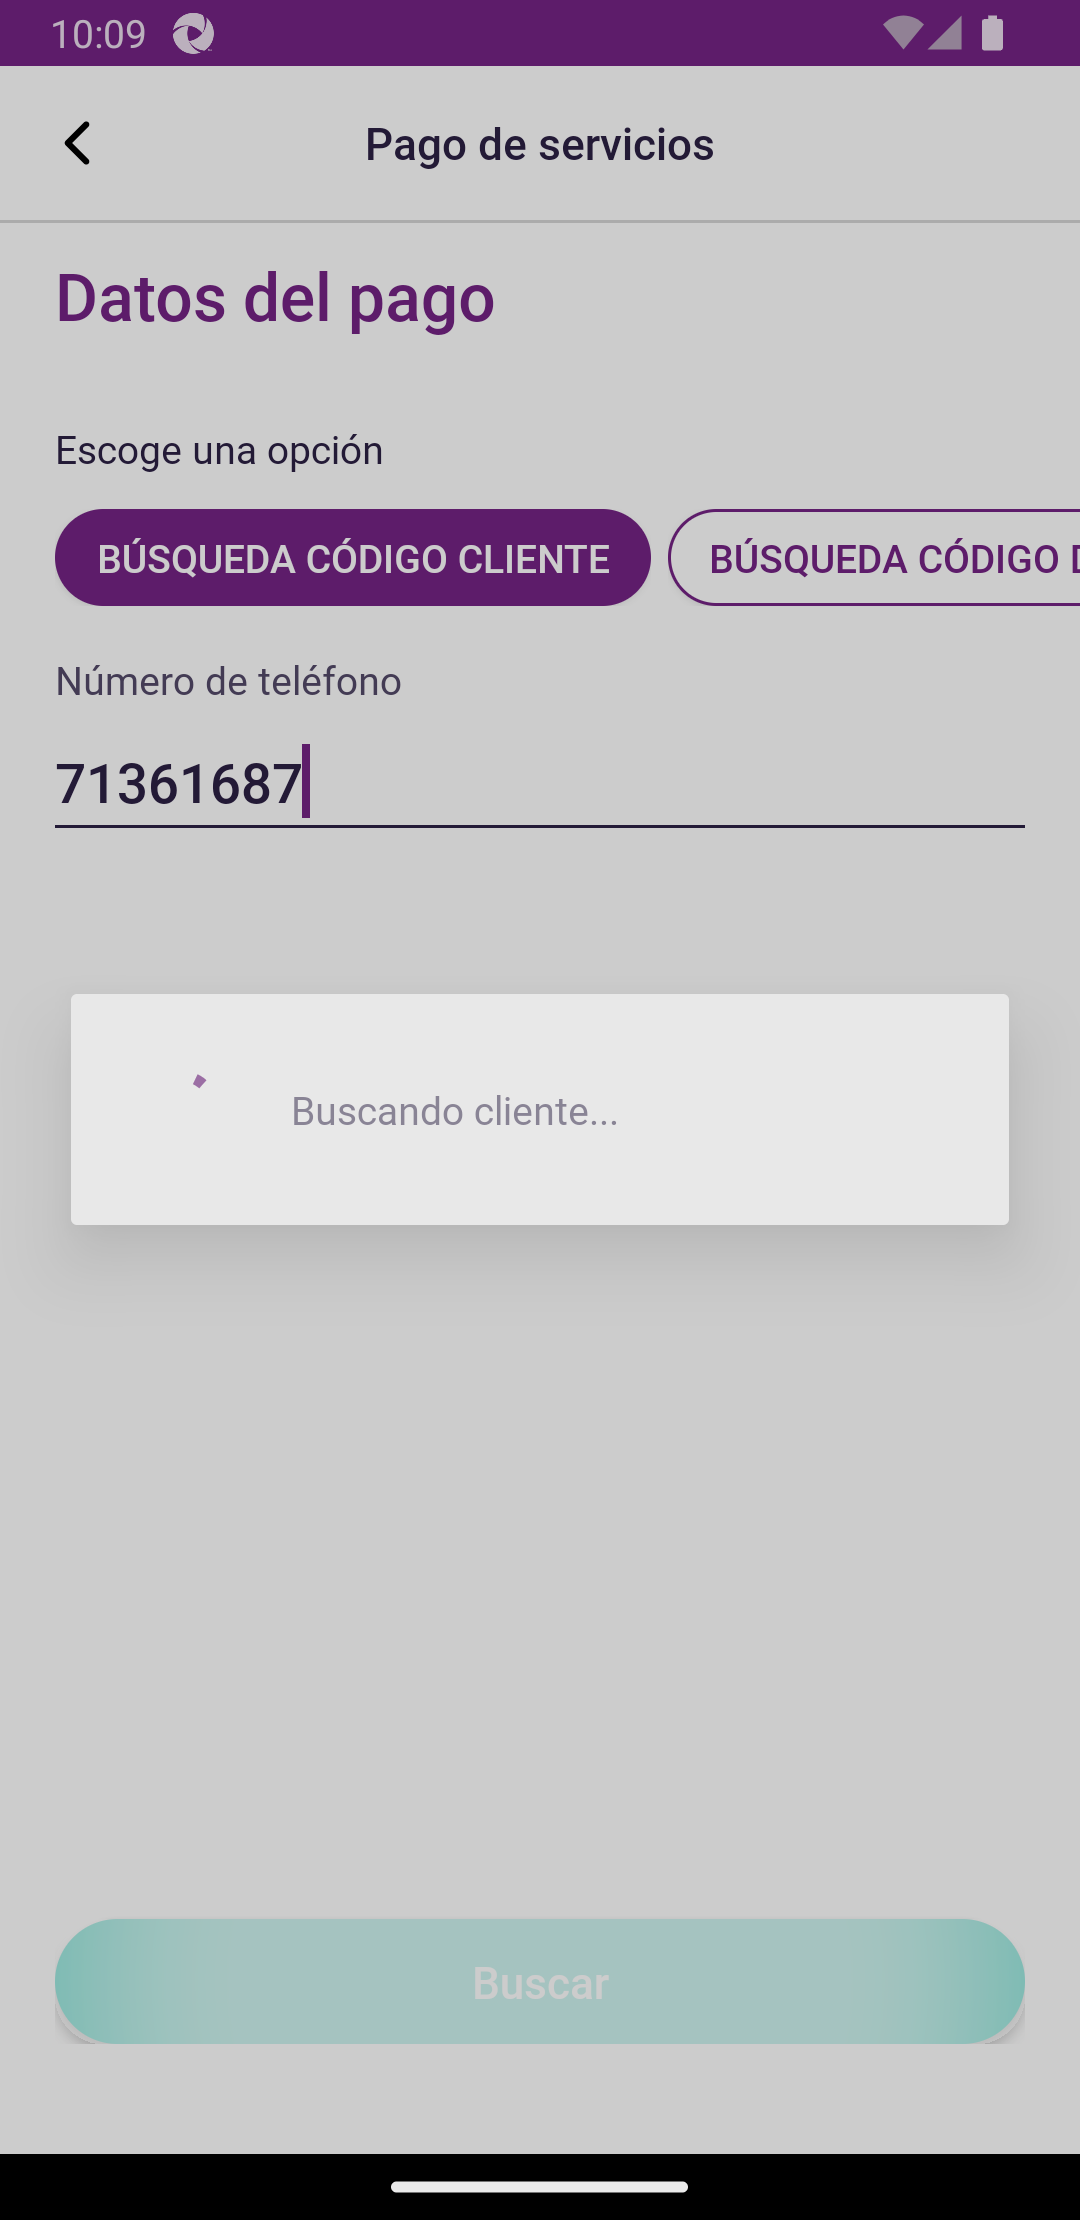 10:09
Pago de servicios
Datos del pago
Escoge una opción
BÚSQUEDA CÓDIGO CLIENTE
BÚSQUEDA CÓDIGO
Número de teléfono
71361687
Buscando cliente...
Buscar